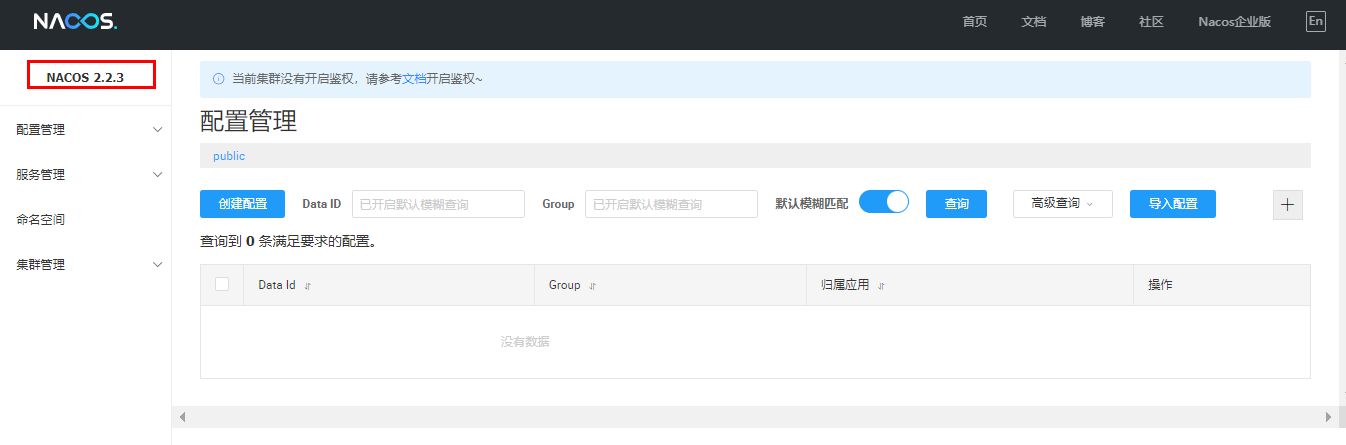 NACOS.
首页 文档 博客 社区 Nacos企业版 En
NACOS 2.2.3
配置管理
服务管理
命名空间
集群管理
当前集群没有开启鉴权，请参考文档开启鉴权~
配置管理
public
创建配置 Data ID 已开启默认模糊查询 Group 已开启默认模糊查询 默认模糊匹配 查询 高级查询 导入配置
查询到 0 条满足要求的配置。
Data Id Group 归属应用 操作
没有数据